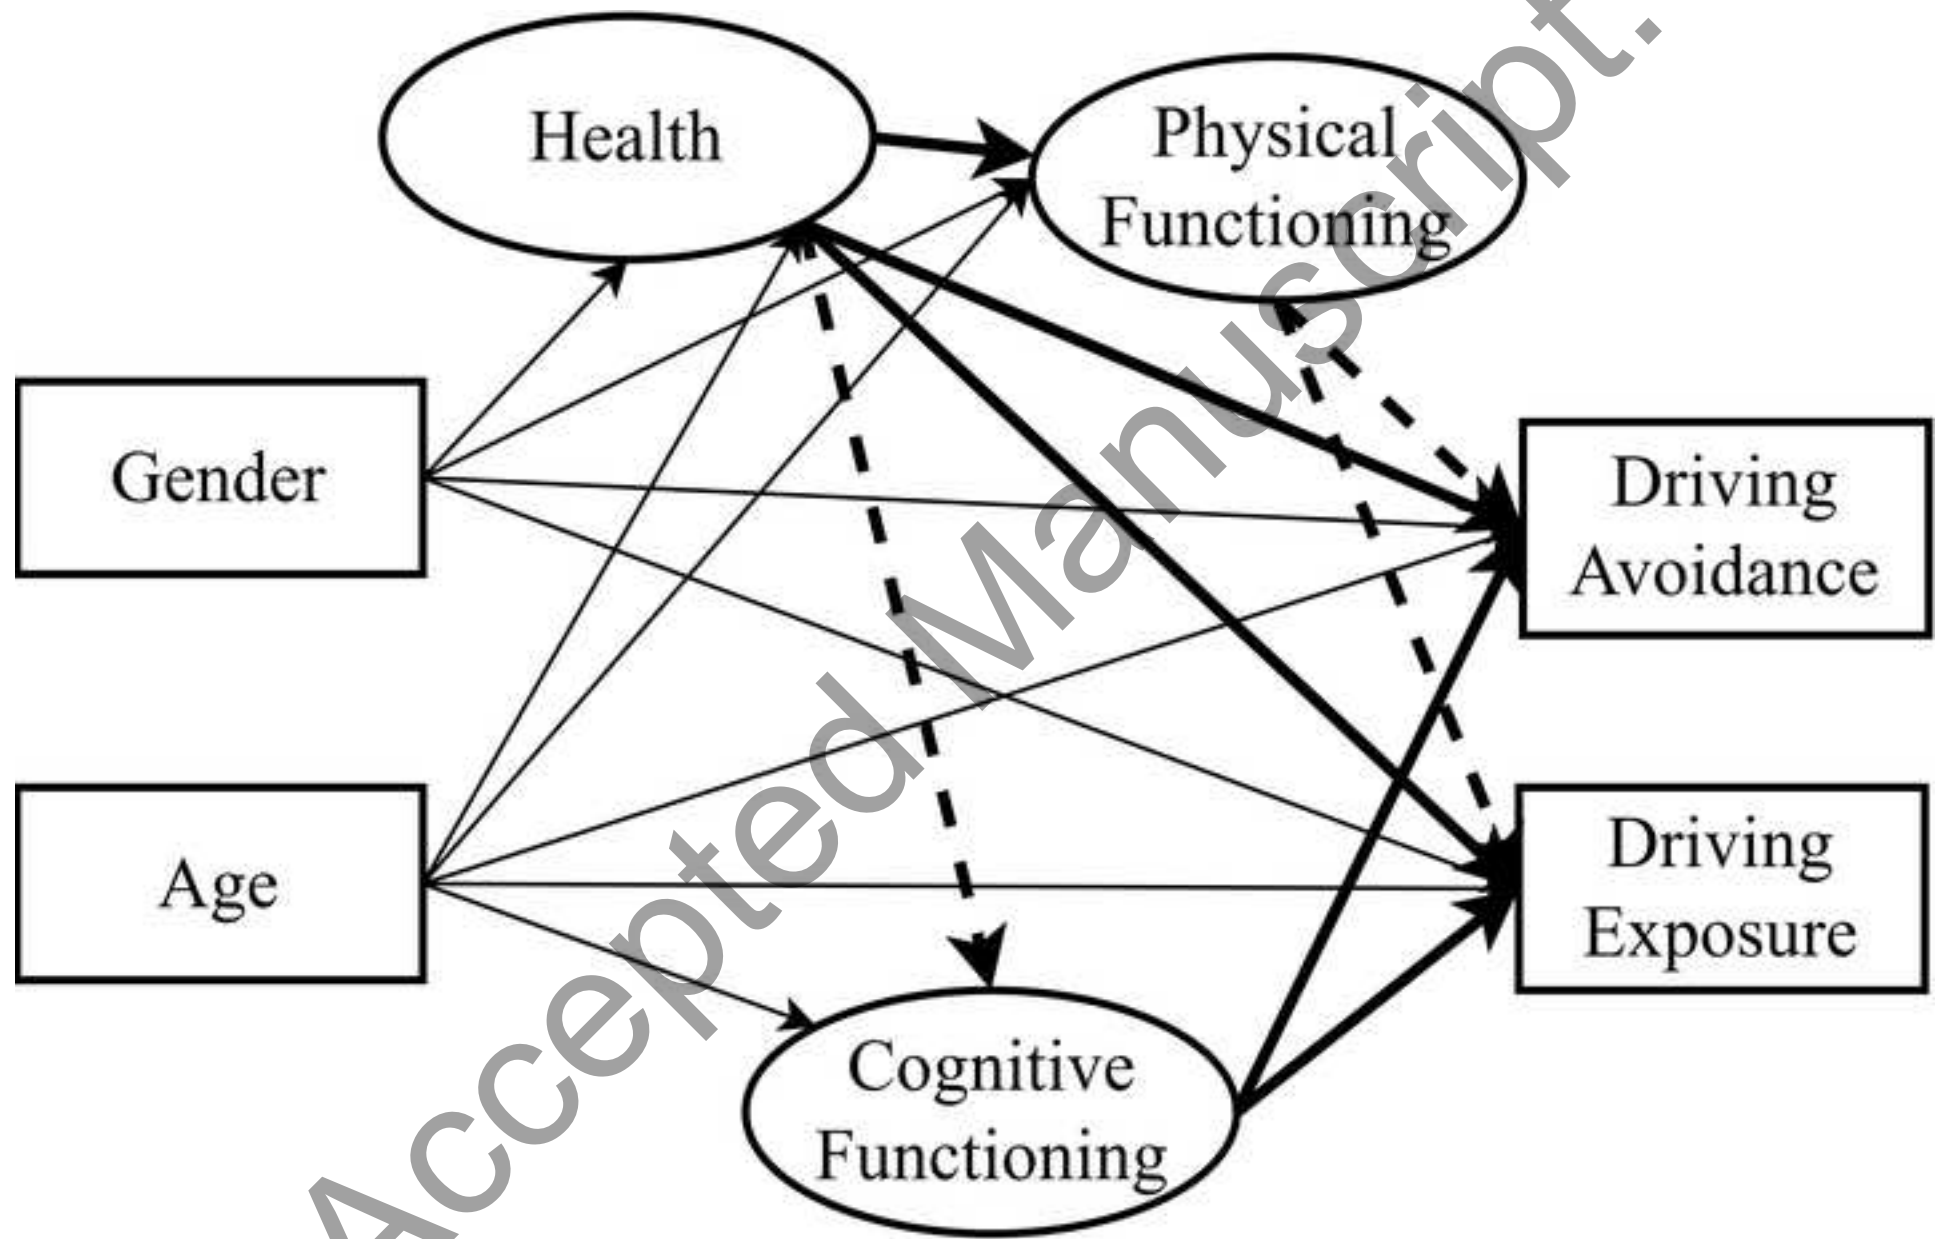 Health
Physical
Functioning
Gender
Driving
Avoidance
Age
Driving
Exposure
Cognitive
Functioning
Accepted Manuscript.